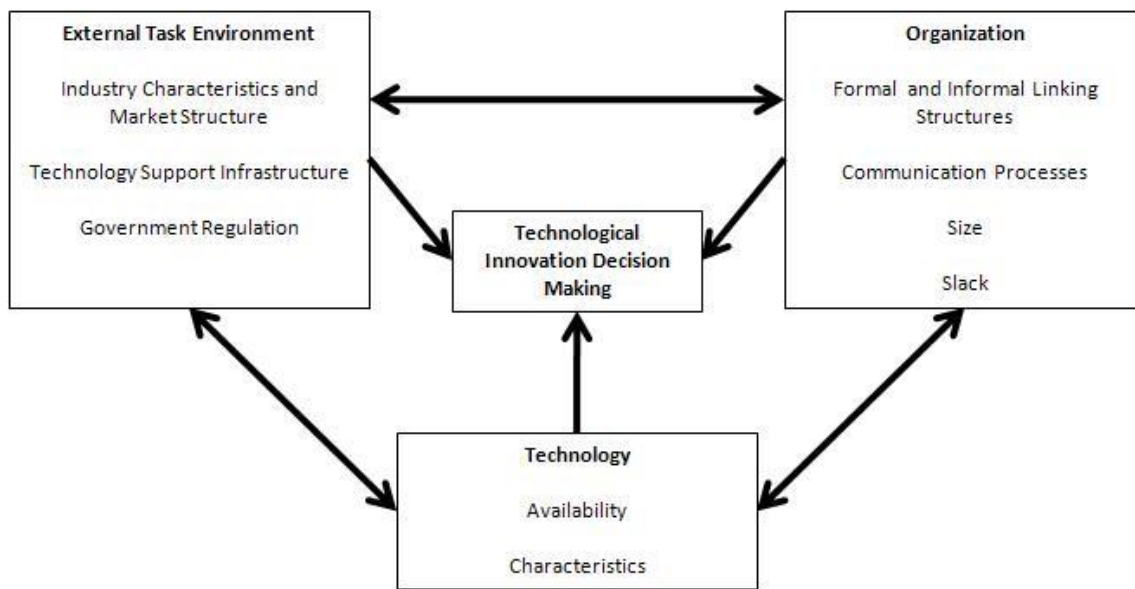 External Task Environment
Industry Characteristics and
Market Structure
Technology Support Infrastructure
Government Regulation
Organization
Formal and Informal Linking
Structures
Communication Processes
Size
Slack
Technological
Innovation Decision
Making
Technology
Availability
Characteristics